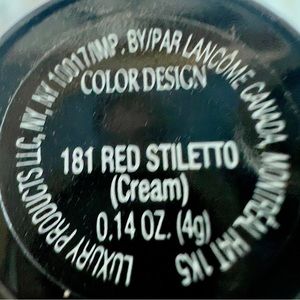 LUXURY PRODUCTS LLC, NY, NY 10017/IMP. BY/PAR LANCÔME CANADA, MONTRÉAL H4T 1K5
COLOR DESIGN
181 RED STILETTO
(Cream)
0.14 OZ. (4g)